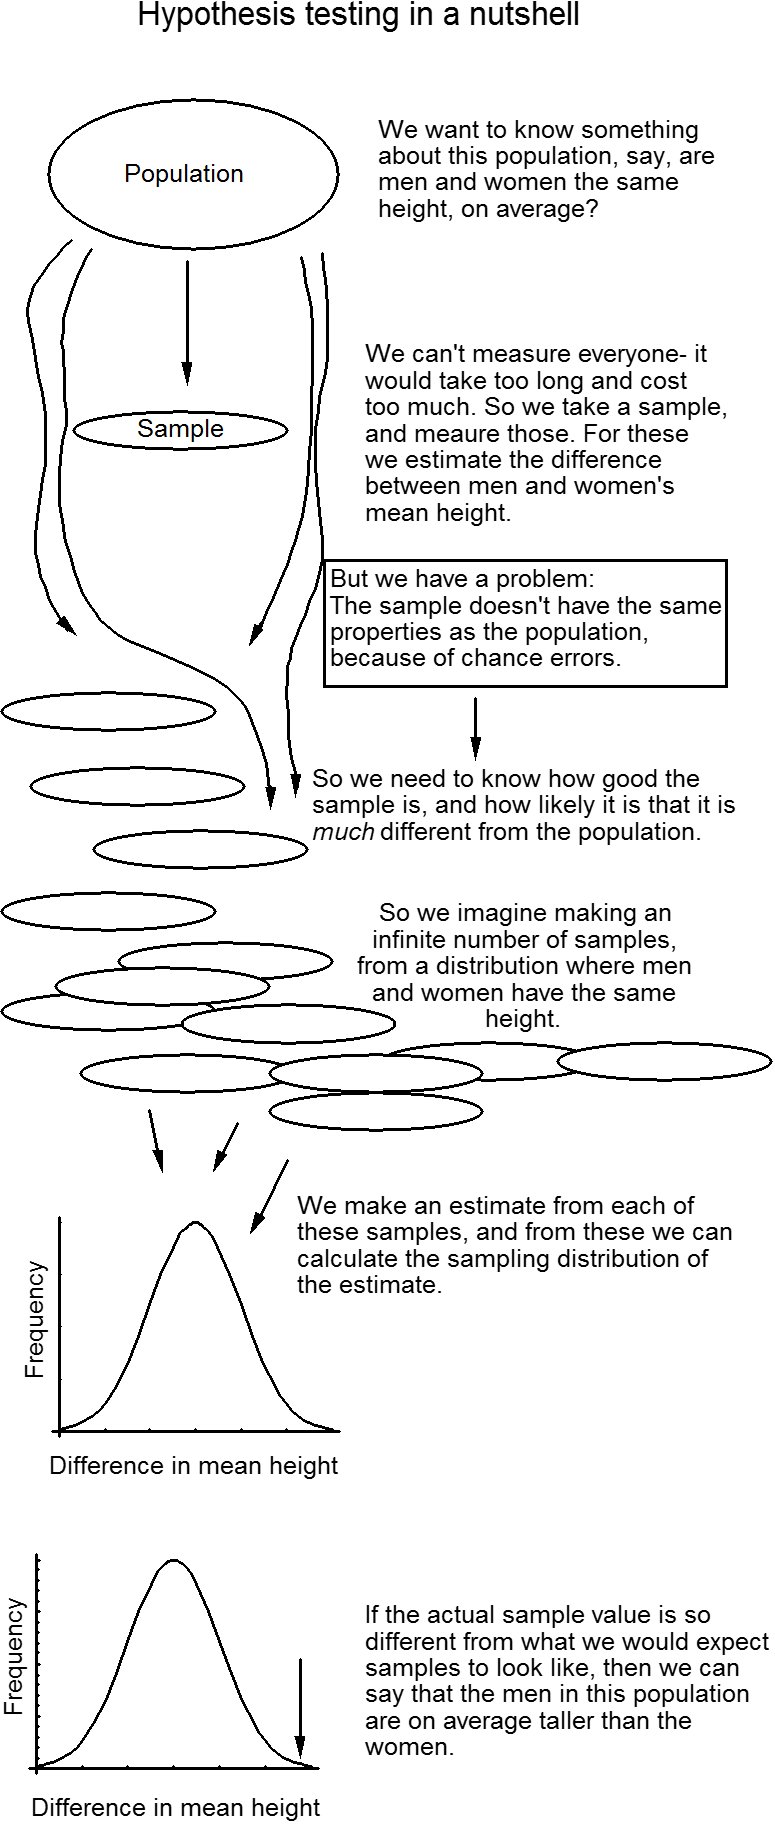 Hypothesis testing in a nutshell
Population
We want to know something
about this population, say, are
men and women the same
height, on average?
We can't measure everyone- it
would take too long and cost
too much. So we take a sample,
and meaure those. For these
we estimate the difference
between men and women's
mean height.
Sample
But we have a problem:
The sample doesn't have the same
properties as the population,
because of chance errors.
So we need to know how good the
sample is, and how likely it is that it is
much different from the population.
So we imagine making an
infinite number of samples,
from a distribution where men
and women have the same
height.
We make an estimate from each of
these samples, and from these we can
calculate the sampling distribution of
the estimate.
Frequency
Difference in mean height
If the actual sample value is so
different from what we would expect
samples to look like, then we can
say that the men in this population
are on average taller than the
women.
Frequency
Difference in mean height